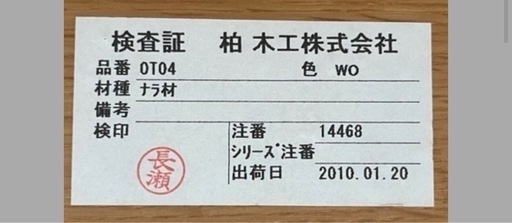 検査証 柏木工株式会社
品番 OT04 色 WO
材種 ナラ材
備考
検印 注番 14468
シリーズ注番
出荷日 2010.01.20
長瀬